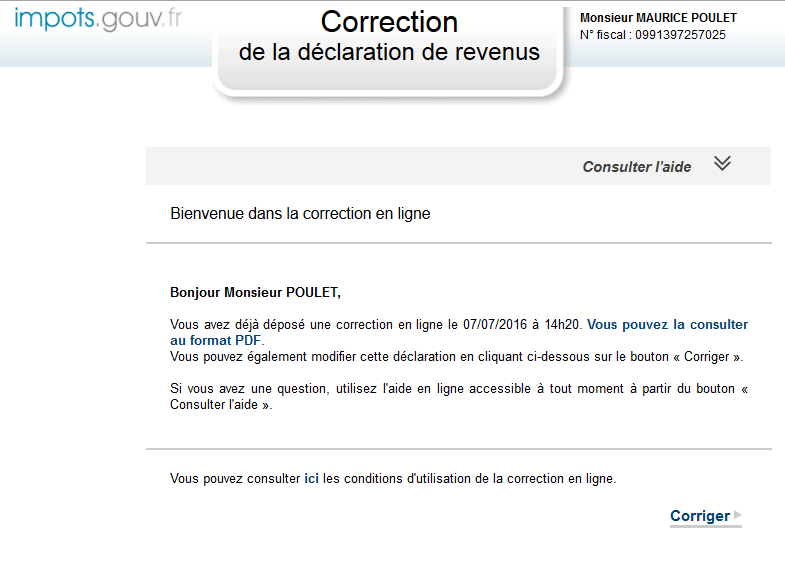 impots.gouv.fr
Correction
de la déclaration de revenus
Monsieur MAURICE POULET
N° fiscal : 0991397257025
Consulter l'aide
Bienvenue dans la correction en ligne
Bonjour Monsieur POULET,
Vous avez déjà déposé une correction en ligne le 07/07/2016 à 14h20. Vous pouvez la consulter
au format PDF.
Vous pouvez également modifier cette déclaration en cliquant ci-dessous sur le bouton « Corriger ».
Si vous avez une question, utilisez l'aide en ligne accessible à tout moment à partir du bouton «
Consulter l'aide ».
Vous pouvez consulter ici les conditions d'utilisation de la correction en ligne.
Corriger